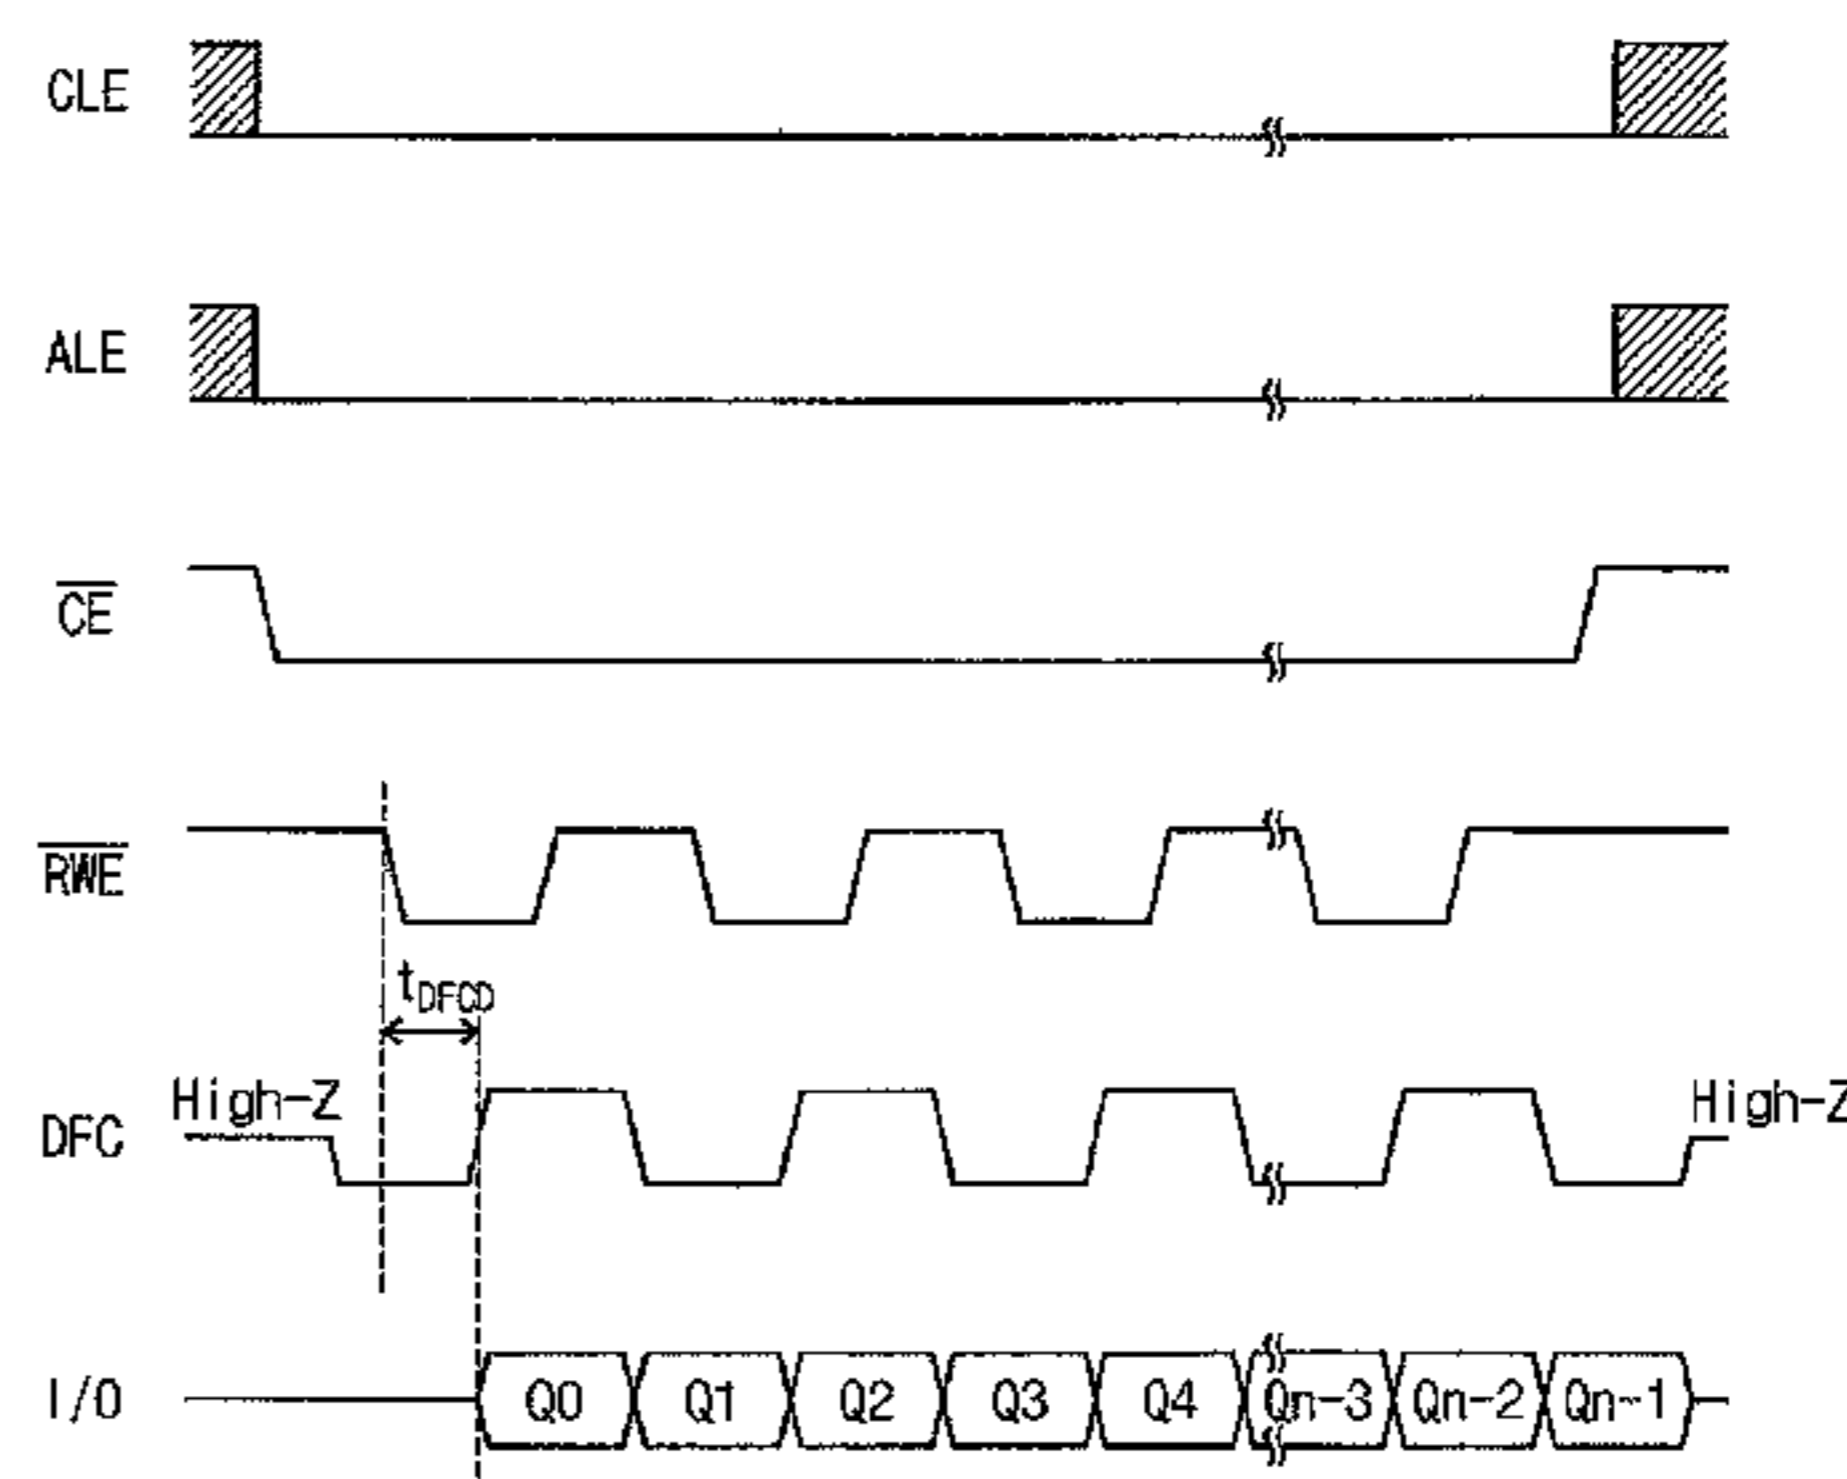 CLE
ALE
CE
RWE
tDFCD
High-Z
High-Z
DFC
I/O Q0 Q1 Q2 Q3 Q4 Qn-3 Qn-2 Qn-1